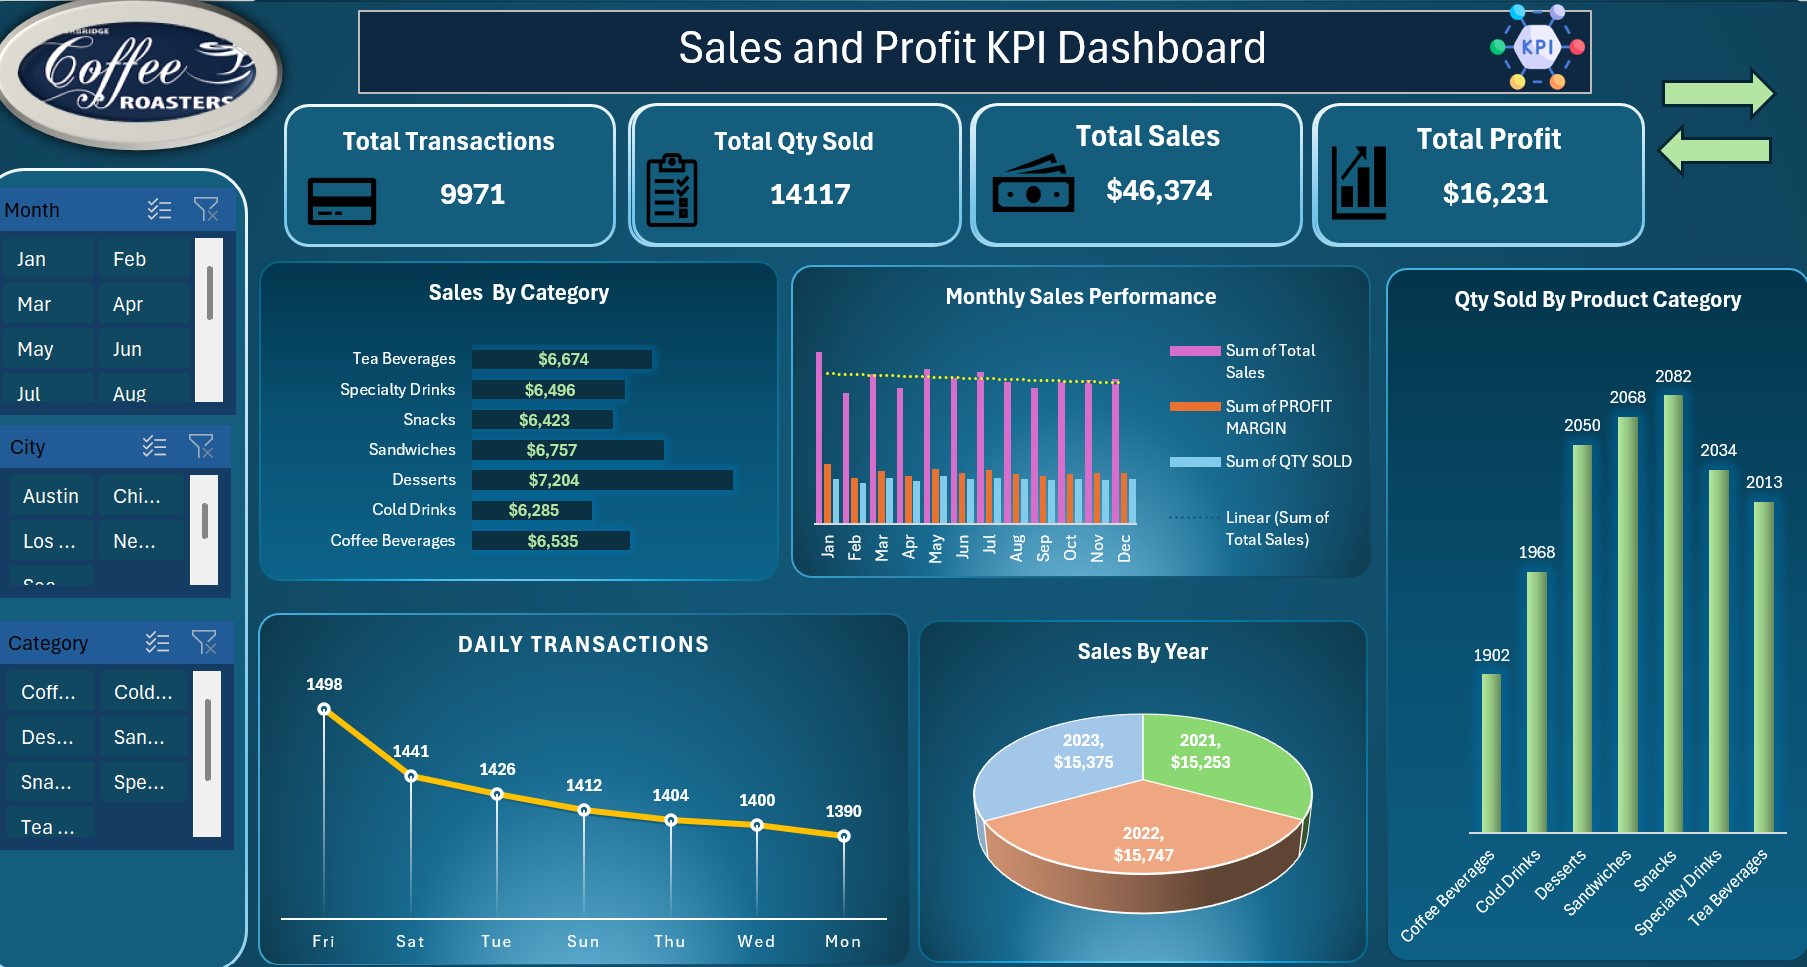 Coffee
ROASTERS
Sales and Profit KPI Dashboard
KPI
Total Transactions
9971
Total Qty Sold
14117
Total Sales
$46,374
Total Profit
$16,231
Month
Jan
Feb
Mar
Apr
May
Jun
Jul
Aug
City
Austin
Chi...
Los ...
Ne...
Category
Coff...
Cold...
Des...
San...
Sna...
Spe...
Tea ...
Sales  By Category
Tea Beverages
$6,674
Specialty Drinks
$6,496
Snacks
$6,423
Sandwiches
$6,757
Desserts
$7,204
Cold Drinks
$6,285
Coffee Beverages
$6,535
Monthly Sales Performance
Sum of Total
Sales
Sum of PROFIT
MARGIN
Sum of QTY SOLD
Linear (Sum of
Total Sales)
Jan
Feb
Mar
Apr
May
Jun
Jul
Aug
Sep
Oct
Nov
Dec
Qty Sold By Product Category
1902
1968
2050
2068
2082
2034
2013
Coffee Beverages
Cold Drinks
Desserts
Sandwiches
Snacks
Specialty Drinks
Tea Beverages
DAILY TRANSACTIONS
1498
1441
1426
1412
1404
1400
1390
Fri
Sat
Tue
Sun
Thu
Wed
Mon
Sales By Year
2023,
$15,375
2021,
$15,253
2022,
$15,747